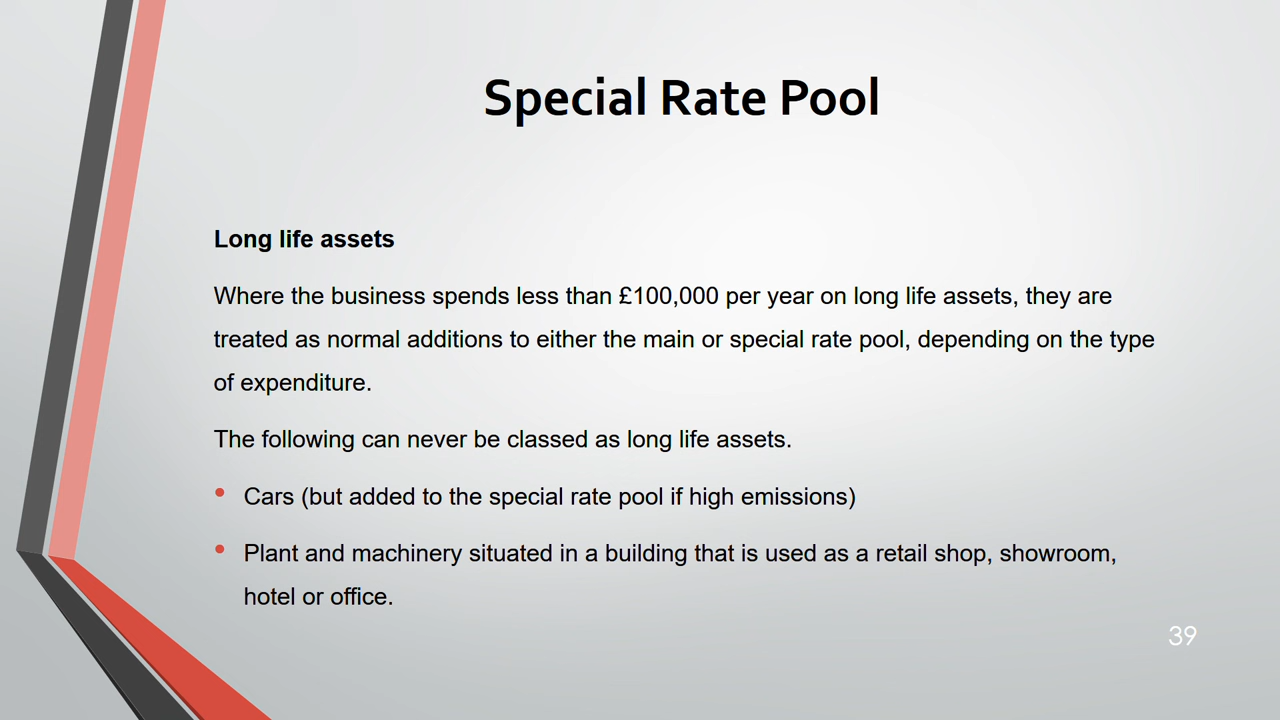 Special Rate Pool
Long life assets
Where the business spends less than £100,000 per year on long life assets, they are
treated as normal additions to either the main or special rate pool, depending on the type
of expenditure.
The following can never be classed as long life assets.
• Cars (but added to the special rate pool if high emissions)
• Plant and machinery situated in a building that is used as a retail shop, showroom,
hotel or office.
39